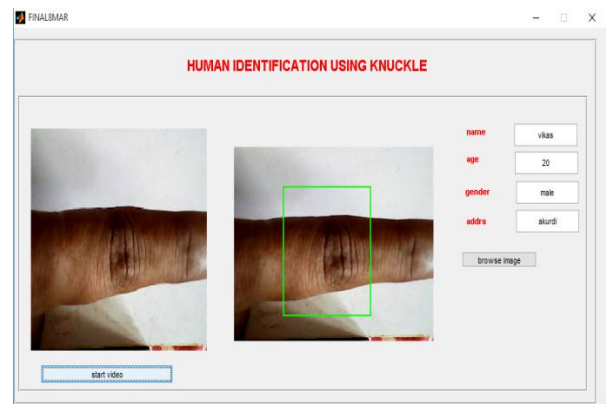 FINAL8MAR
HUMAN IDENTIFICATION USING KNUCKLE
name vikas
age 20
gender male
addrs akurdi
browse image
start video